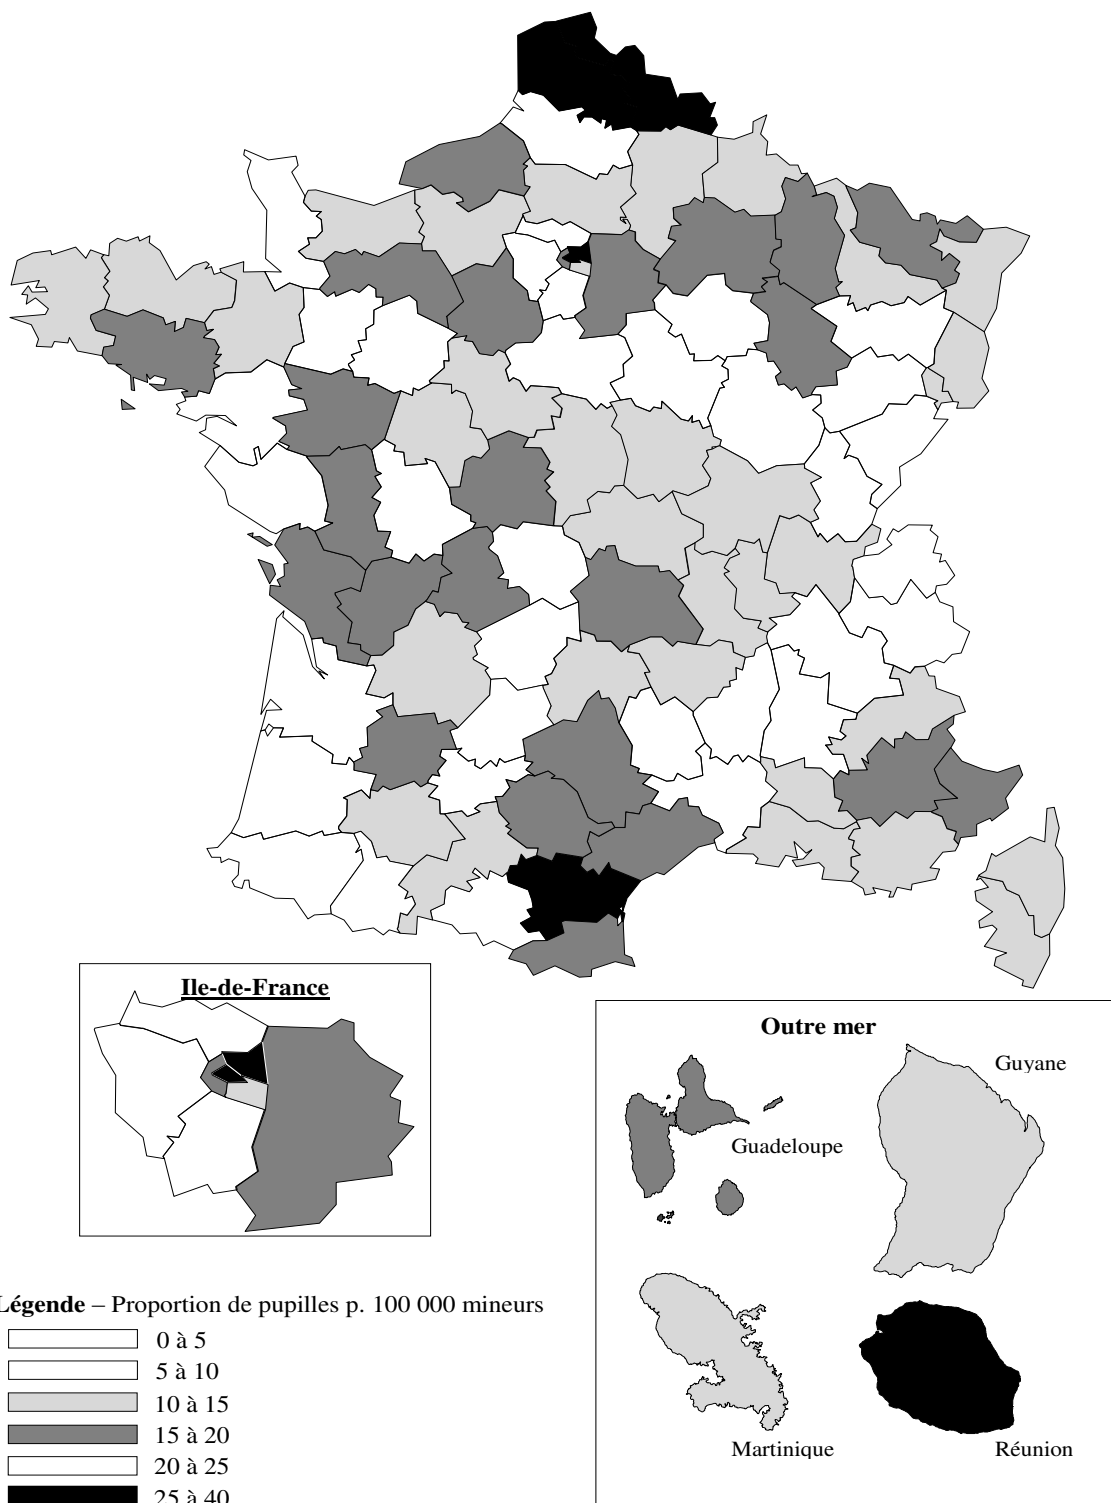 Ile-de-France
Outre mer
Guyane
Guadeloupe
Martinique
Réunion
Légende – Proportion de pupilles p. 100 000 mineurs
0 à 5
5 à 10
10 à 15
15 à 20
20 à 25
25 à 40